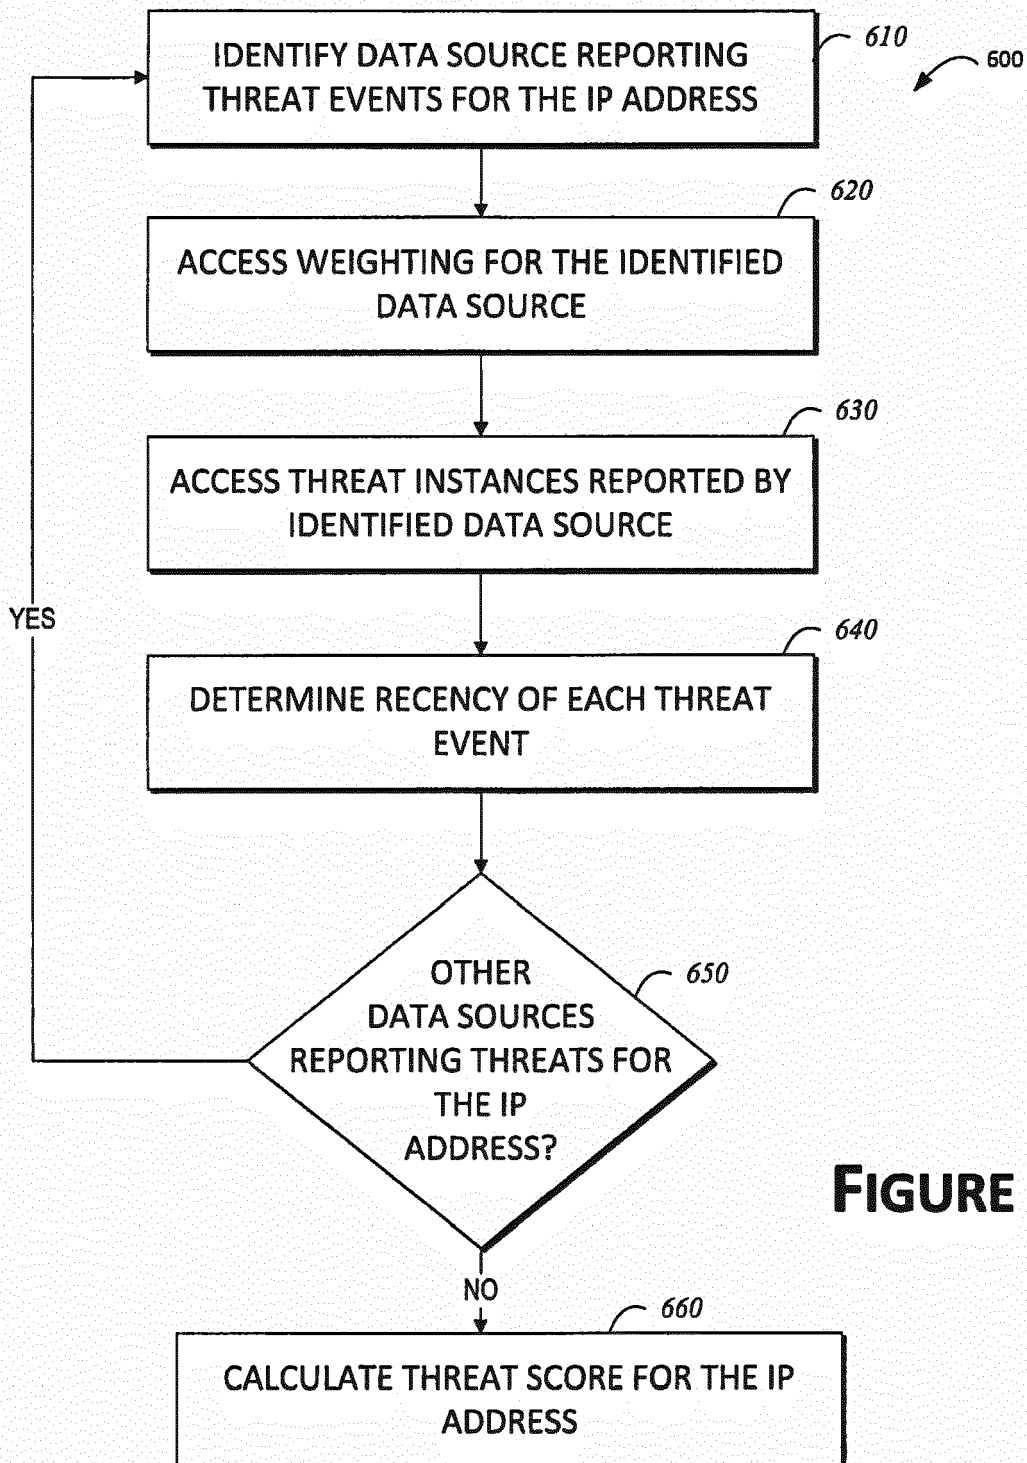 IDENTIFY DATA SOURCE REPORTING
THREAT EVENTS FOR THE IP ADDRESS
610
600
620
ACCESS WEIGHTING FOR THE IDENTIFIED
DATA SOURCE
630
ACCESS THREAT INSTANCES REPORTED BY
IDENTIFIED DATA SOURCE
YES
640
DETERMINE RECENCY OF EACH THREAT
EVENT
650
OTHER
DATA SOURCES
REPORTING THREATS FOR
THE IP
ADDRESS?
FIGURE
NO
660
CALCULATE THREAT SCORE FOR THE IP
ADDRESS